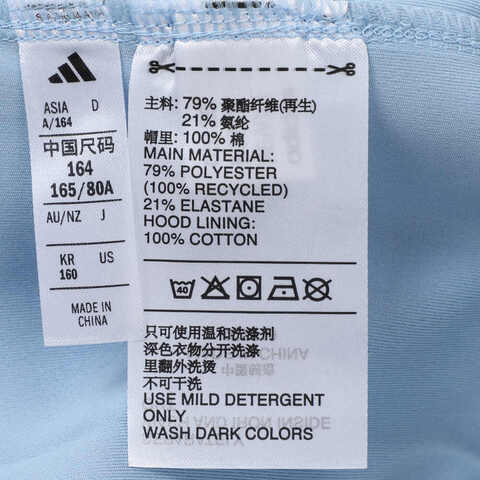 ASIA D
A/164
中国尺码
164
165/80A
AU/NZ J
KR US
160
MADE IN
CHINA
主料: 79% 聚酯纤维(再生)
21% 氨纶
帽里: 100% 棉
MAIN MATERIAL:
79% POLYESTER
(100% RECYCLED)
21% ELASTANE
HOOD LINING:
100% COTTON
40
只可使用温和洗涤剂
深色衣物分开洗涤
里翻外洗烫
不可干洗
USE MILD DETERGENT
ONLY
WASH DARK COLORS